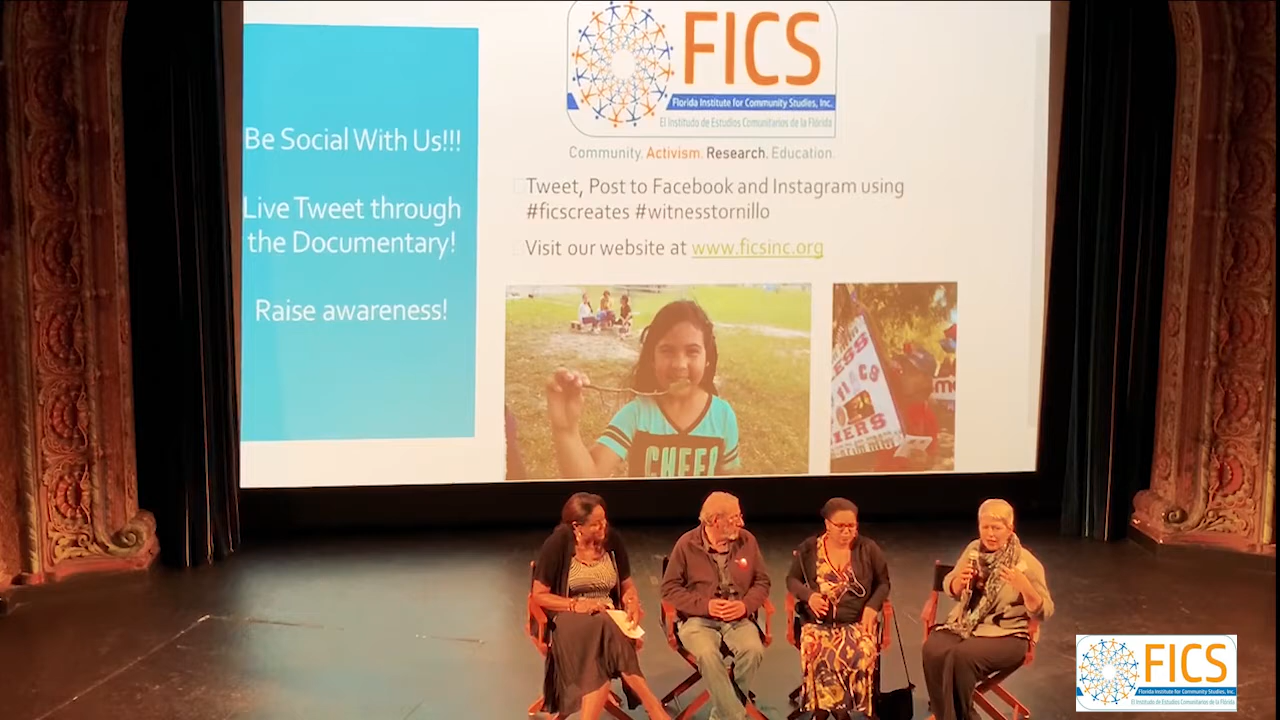 Be Social With Us!!!
Live Tweet through
the Documentary!
Raise awareness!
FICS
Florida Institute for Community Studies, Inc.
El Instituto de Estudios Comunitarios de la Flórida
Community. Activism. Research. Education.
Tweet, Post to Facebook and Instagram using
#ficscreates #witnesstornillo
Visit our website at www.ficsinc.org
CHEER
FICS
Florida Institute for Community Studies, Inc.
El Instituto de Estudios Comunitarios de la Flórida